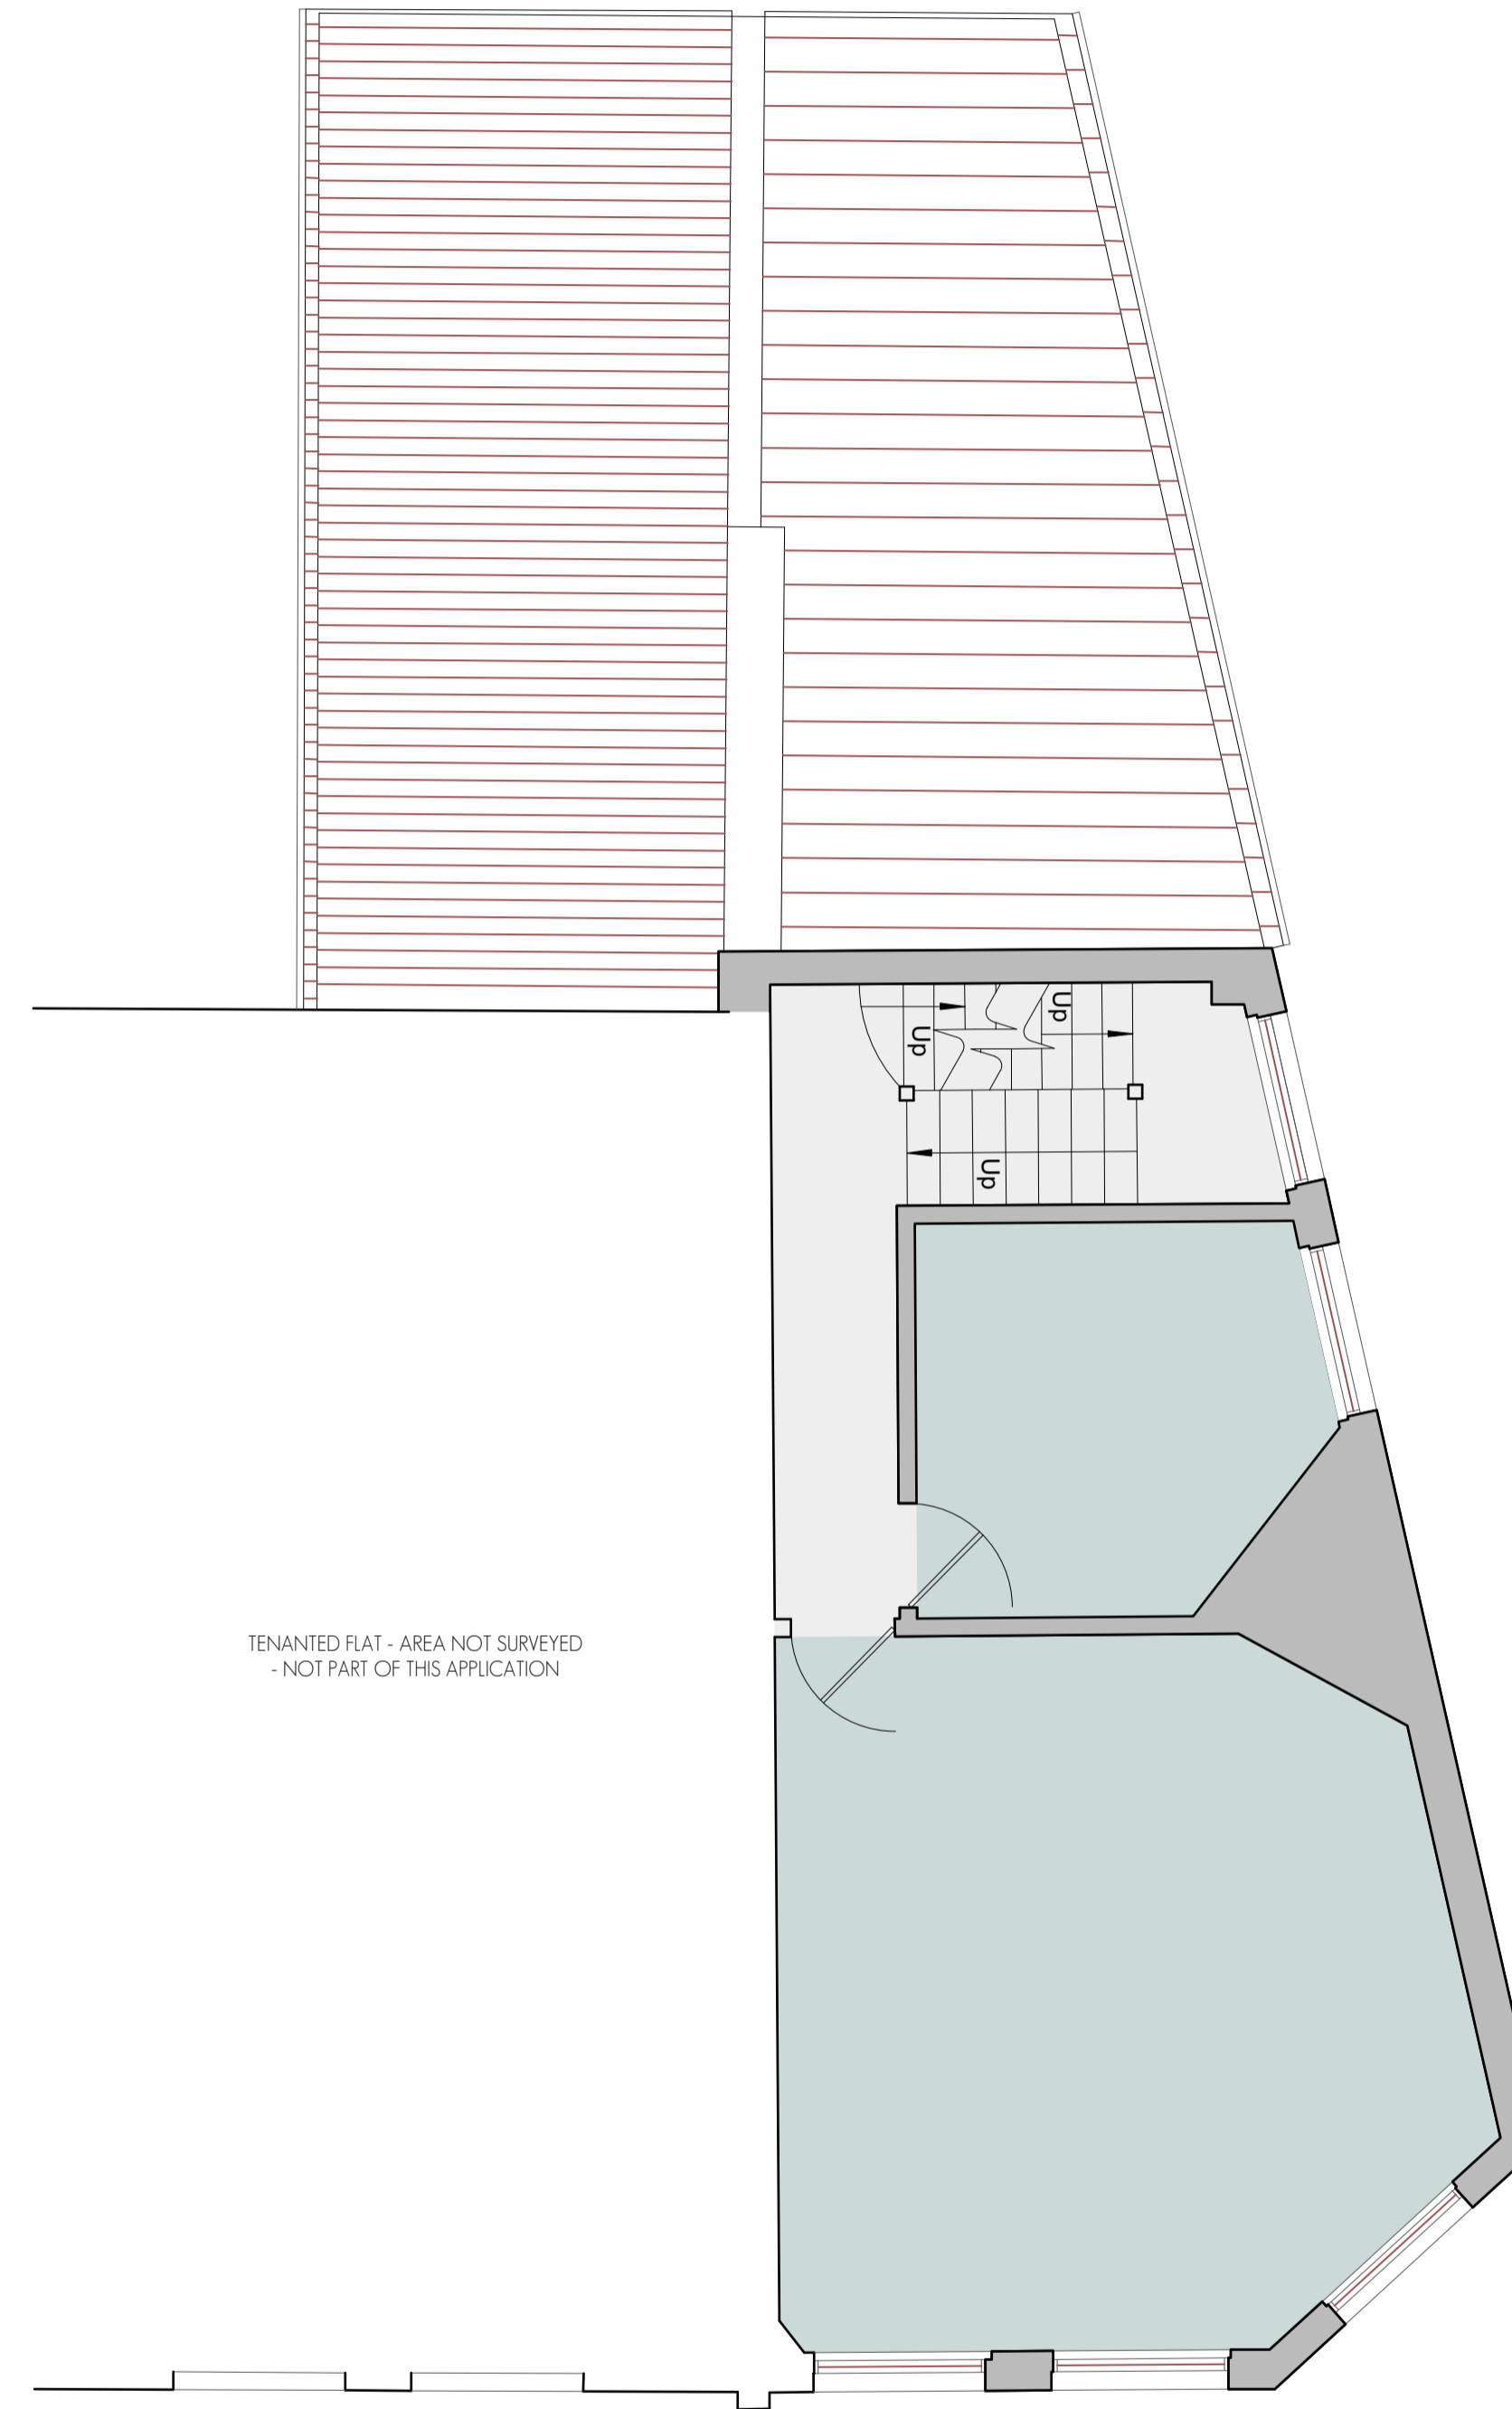 up
up
up
TENANTED FLAT - AREA NOT SURVEYED
- NOT PART OF THIS APPLICATION